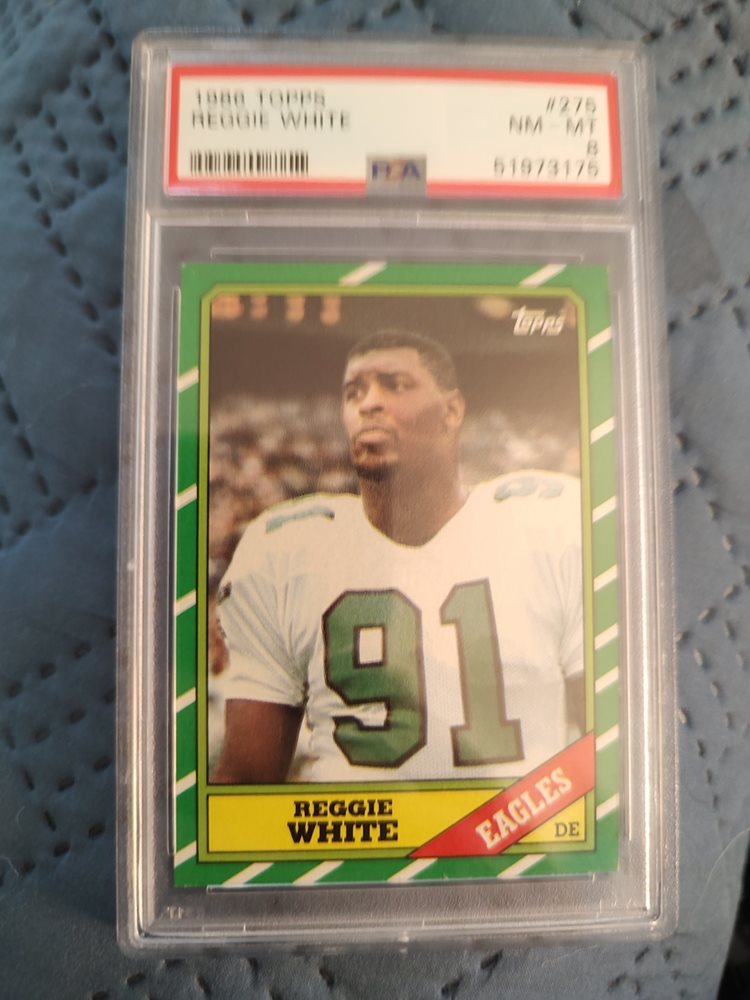 1986 TOPPS
REGGIE WHITE
#275
NM - MT
8
51973175
PSA
Topps
91
REGGIE
WHITE
EAGLES
DE